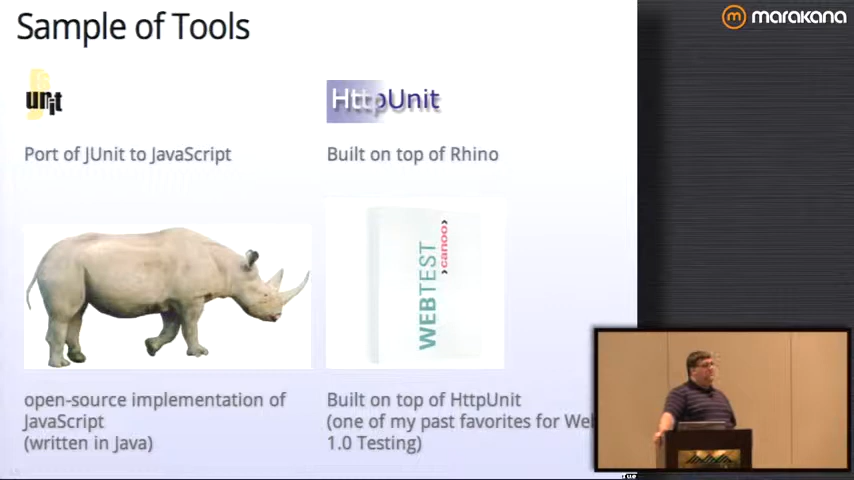 Sample of Tools
marakana
unit
HttpUnit
Port of JUnit to JavaScript
Built on top of Rhino
WEBTEST
canoo
open-source implementation of
JavaScript
(written in Java)
Built on top of HttpUnit
(one of my past favorites for Web
1.0 Testing)